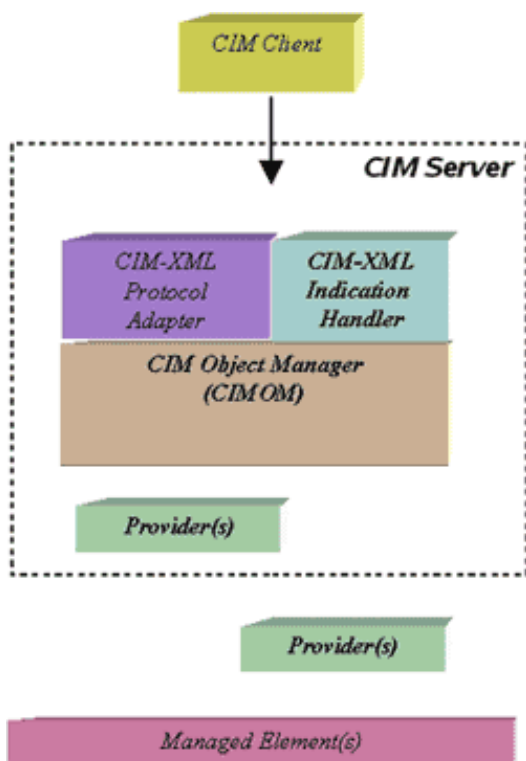 CIM Client
CIM Server
CIM-XML
Protocol
Adapter
CIM-XML
Indication
Handler
CIM Object Manager
(CIMOM)
Provider(s)
Provider(s)
Managed Element(s)